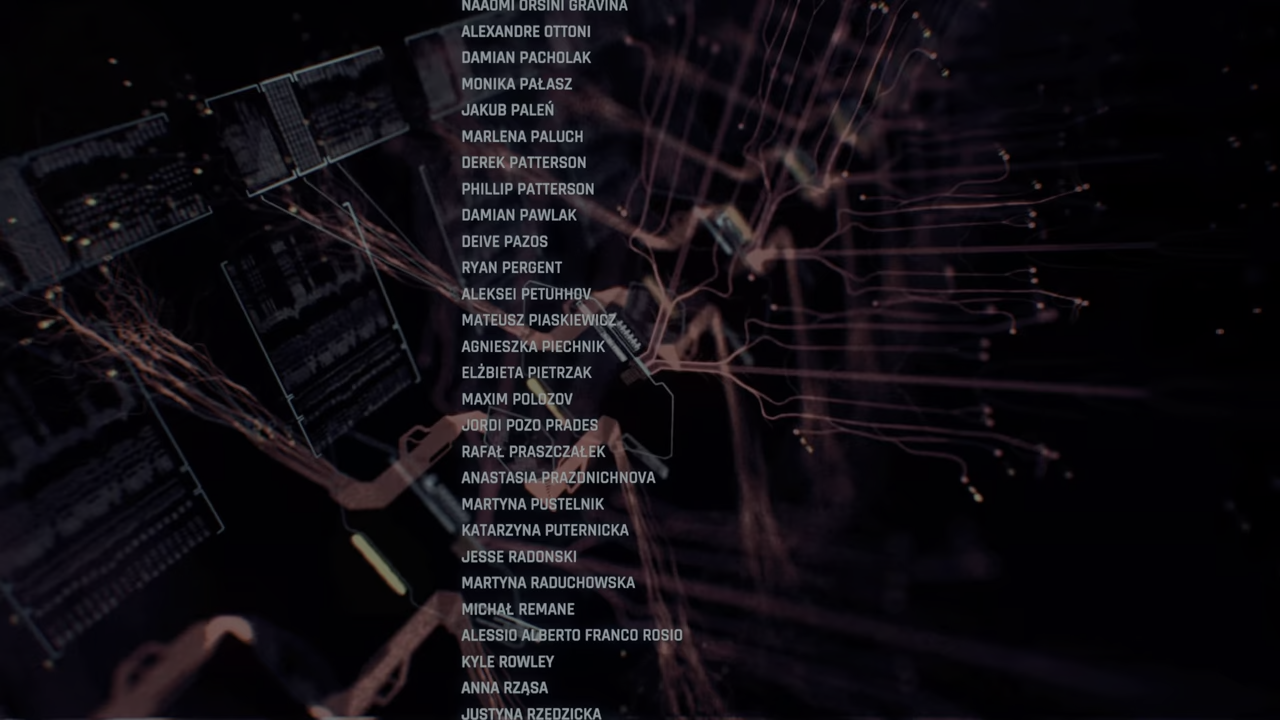 NAAOMI ORSINI GRAVINA
ALEXANDRE OTTONI
DAMIAN PACHOLAK
MONIKA PAŁASZ
JAKUB PALEŃ
MARLENA PALUCH
DEREK PATTERSON
PHILLIP PATTERSON
DAMIAN PAWLAK
DEIVE PAZOS
RYAN PERGENT
ALEKSEI PETUHHOV
MATEUSZ PIASKIEWICZ
AGNIESZKA PIECHNIK
ELŻBIETA PIETRZAK
MAXIM POLOZOV
JORDI POZO PRADES
RAFAŁ PRASZCZAŁEK
ANASTASIA PRAZDNICHNOVA
MARTYNA PUSTELNIK
KATARZYNA PUTERNICKA
JESSE RADONSKI
MARTYNA RADUCHOWSKA
MICHAŁ REMANE
ALESSIO ALBERTO FRANCO ROSIO
KYLE ROWLEY
ANNA RZĄSA
JUSTYNA RZEDZICKA